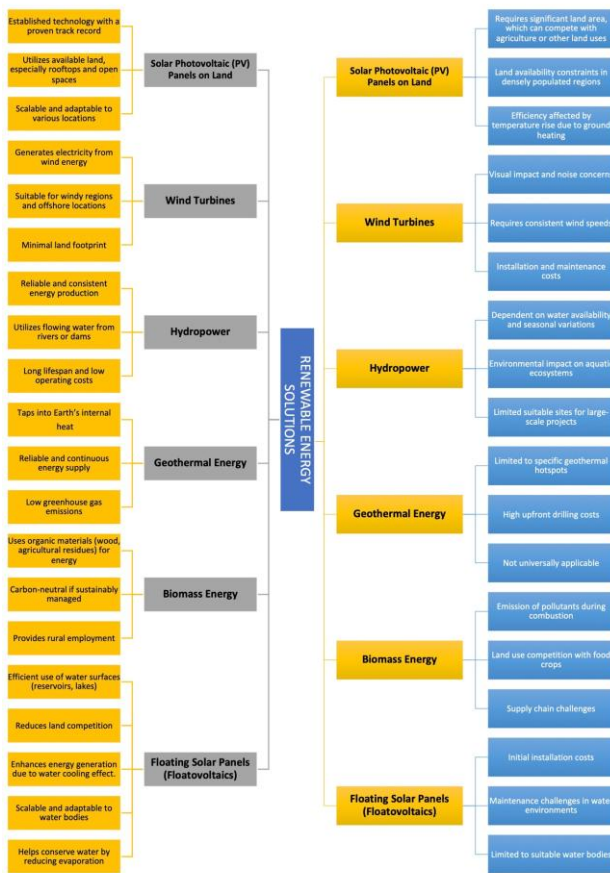 Established technology with a
proven track record
Utilizes available land,
especially rooftops and open
spaces
Scalable and adaptable to
various locations
Solar Photovoltaic (PV)
Panels on Land
Generates electricity from
wind energy
Suitable for windy regions
and offshore locations
Minimal land footprint
Wind Turbines
Reliable and consistent
energy production
Utilizes flowing water from
rivers or dams
Long lifespan and low
operating costs
Hydropower
Taps into Earth's internal
heat
Reliable and continuous
energy supply
Low greenhouse gas
emissions
Geothermal Energy
Uses organic materials (wood,
agricultural residues) for
energy
Carbon-neutral if sustainably
managed
Provides rural employment
Biomass Energy
Efficient use of water surfaces
(reservoirs, lakes)
Reduces land competition
Enhances energy generation
due to water cooling effect.
Scalable and adaptable to
water bodies
Helps conserve water by
reducing evaporation
Floating Solar Panels
(Floatovoltaics)
RENEWABLE ENERGY
SOLUTIONS
Solar Photovoltaic (PV)
Panels on Land
Requires significant land area,
which can compete with
agriculture or other land uses
Land availability constraints in
densely populated regions
Efficiency affected by
temperature rise due to ground
heating
Wind Turbines
Visual impact and noise concern
Requires consistent wind speeds
Installation and maintenance
costs
Hydropower
Dependent on water availability
and seasonal variations
Environmental impact on aquatic
ecosystems
Limited suitable sites for large-
scale projects
Geothermal Energy
Limited to specific geothermal
hotspots
High upfront drilling costs
Not universally applicable
Biomass Energy
Emission of pollutants during
combustion
Land use competition with food
crops
Supply chain challenges
Floating Solar Panels
(Floatovoltaics)
Initial installation costs
Maintenance challenges in water
environments
Limited to suitable water bodies